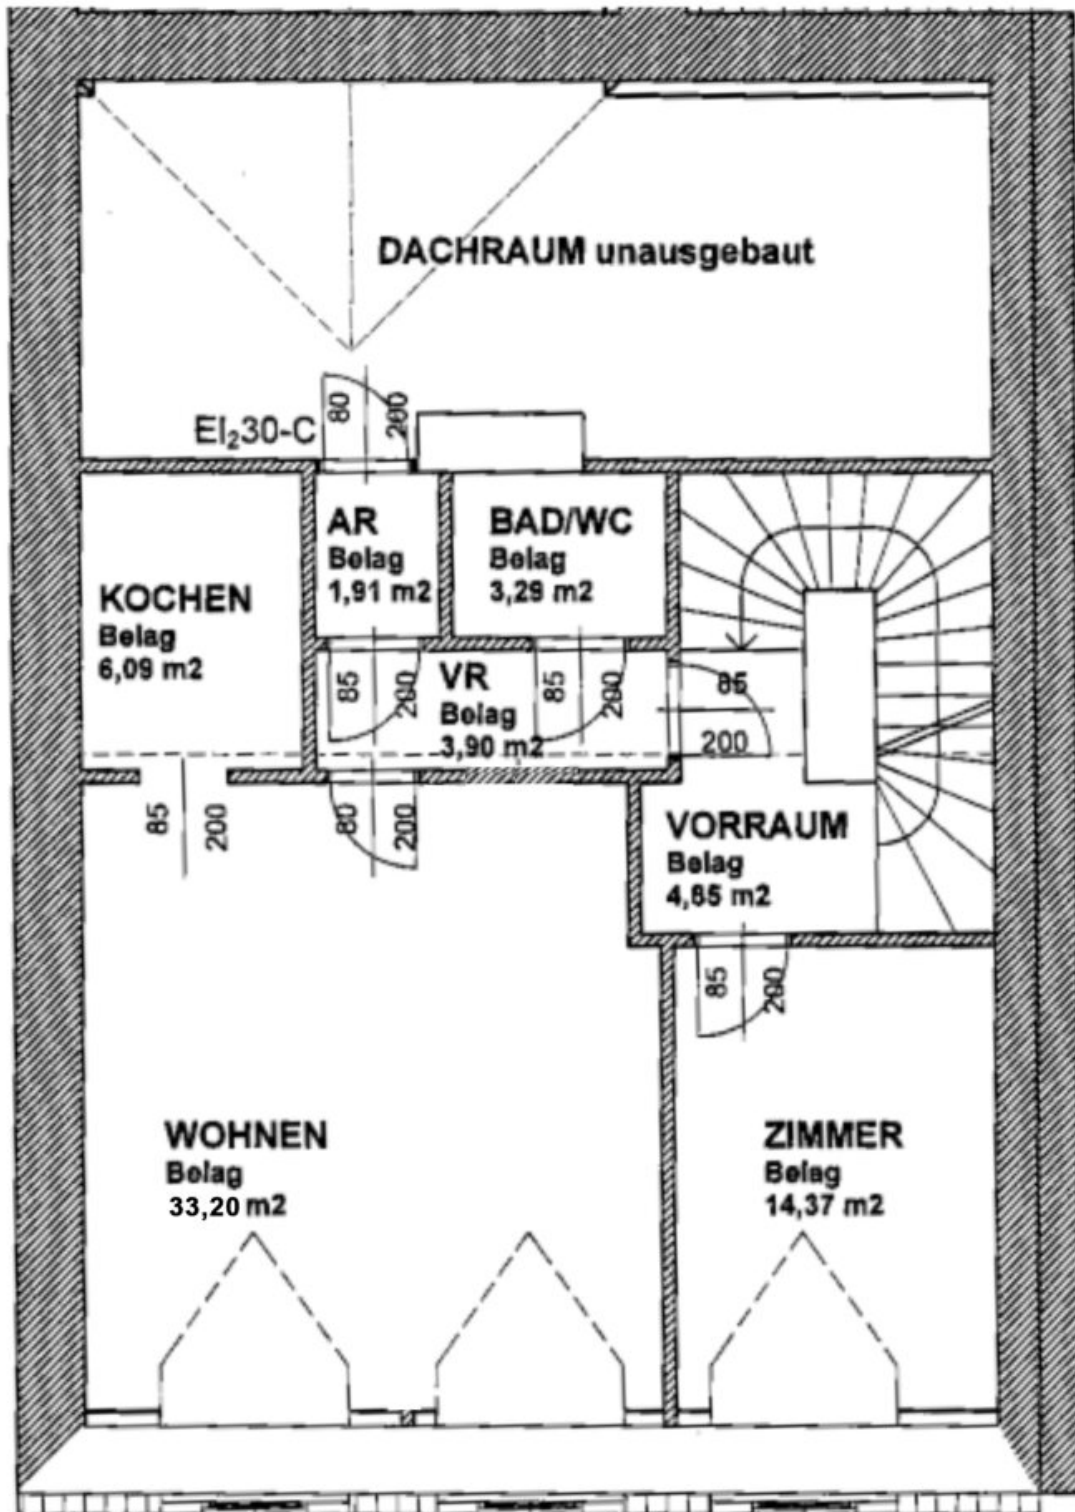 DACHRAUM unausgebaut
80
200
EI₂30-C
AR
Belag
1,91 m2
BAD/WC
Belag
3,29 m2
KOCHEN
Belag
6,09 m2
85
200
VR
Belag
3,90 m2
85
200
85
200
85
200
80
200
VORRAUM
Belag
4,85 m2
85
200
WOHNEN
Belag
33,20 m2
ZIMMER
Belag
14,37 m2